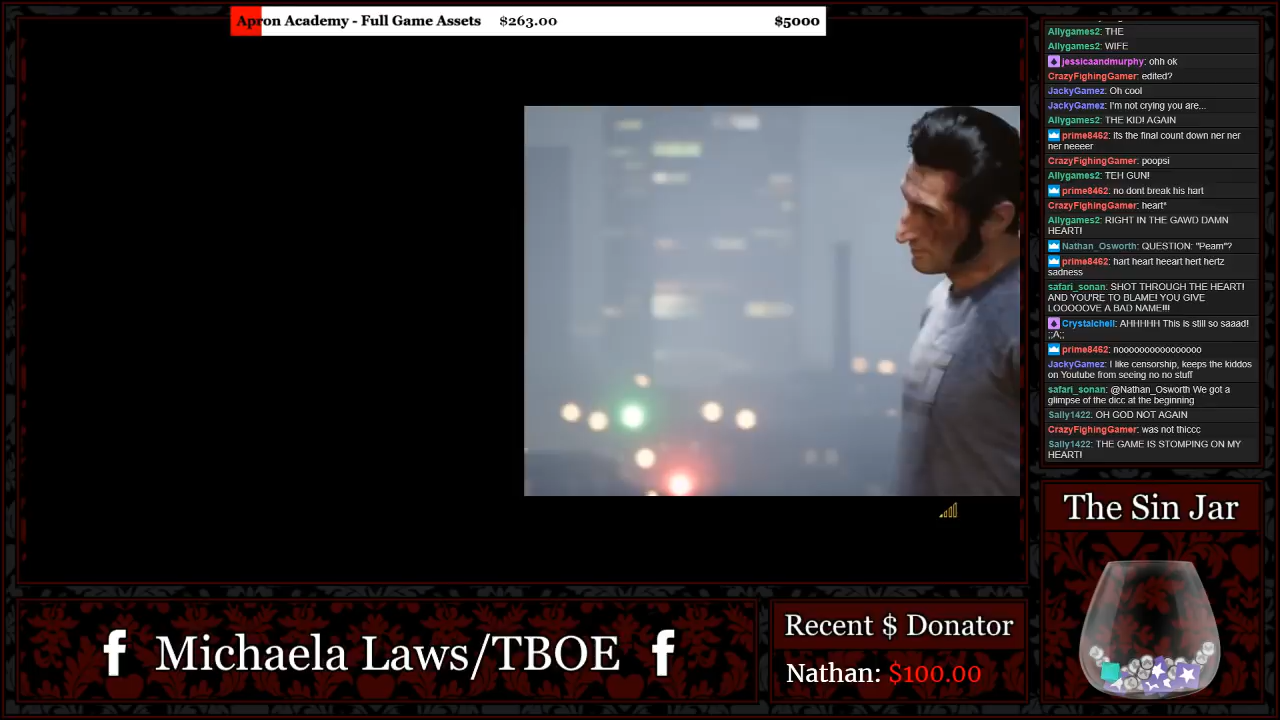 Apron Academy - Full Game Assets $263.00 $5000
Allygames2: THE
Allygames2: WIFE
jessicaandmurphy: ohh ok
CrazyFighingGamer: edited?
JackyGamez: Oh cool
JackyGamez: I'm not crying you are...
Allygames2: THE KIDI AGAIN
prime8462: its the final count down ner ner
ner neeeer
CrazyFighingGamer: poopsi
Allygames2: TEH GUN!
prime8462: no dont break his hart
CrazyFighingGamer: heart*
Allygames2: RIGHT IN THE GAWD DAMN
HEART!
Nathan_Osworth: QUESTION: "Peam"?
prime8462: hart heart heeart hert hertz
sadness
safari_sonan: SHOT THROUGH THE HEART!
AND YOU'RE TO BLAME! YOU GIVE
LOOOOOVE A BAD NAME!!!
Crystalchell: AHHHHH This is still so saaad!
;;A;;
prime8462: nooooooooooooooo
JackyGamez: I like censorship, keeps the kiddos
on Youtube from seeing no no stuff
safari_sonan: @Nathan_Osworth We got a
glimpse of the dicc at the beginning
Sally1422: OH GOD NOT AGAIN
CrazyFighingGamer: was not thiccc
Sally1422: THE GAME IS STOMPING ON MY
HEART!
The Sin Jar
f Michaela Laws/TBOE f
Recent $ Donator
Nathan: $100.00